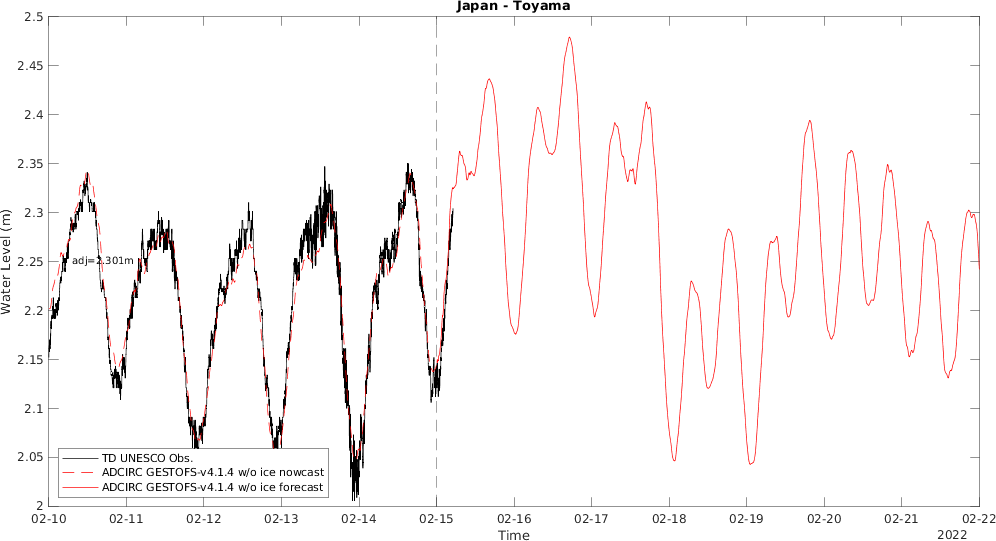 Japan - Toyama
2.5
2.45
2.4
2.35
2.3
2.25
2.2
2.15
2.1
2.05
2
Water Level (m)
adj=2.301m
TD UNESCO Obs.
ADCIRC GESTOFS-v4.1.4 w/o ice nowcast
ADCIRC GESTOFS-v4.1.4 w/o ice forecast
02-10 02-11 02-12 02-13 02-14 02-15 02-16 02-17 02-18 02-19 02-20 02-21 02-22
Time
2022